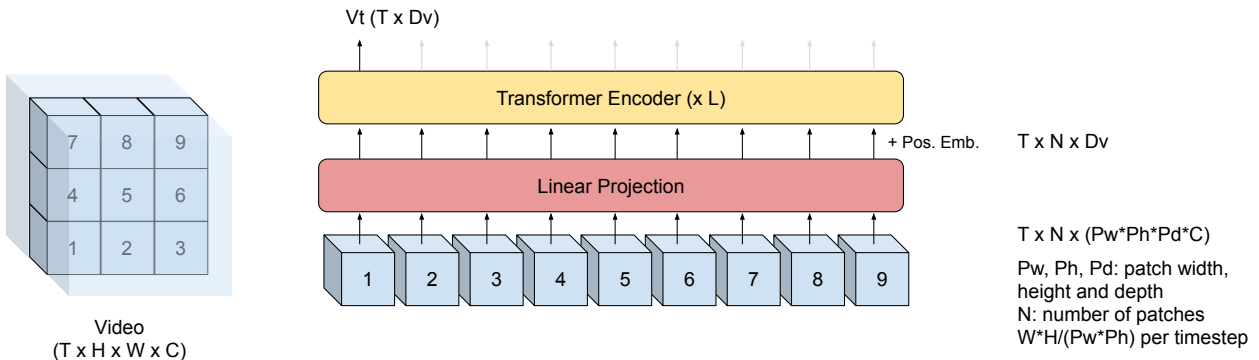 Vt (T x Dv)
Transformer Encoder (x L)
+ Pos. Emb.
T x N x Dv
Linear Projection
7 8 9
4 5 6
1 2 3
1 2 3 4 5 6 7 8 9
Video
(T x H x W x C)
T x N x (Pw*Ph*Pd*C)
Pw, Ph, Pd: patch width,
height and depth
N: number of patches
W*H/(Pw*Ph) per timestep